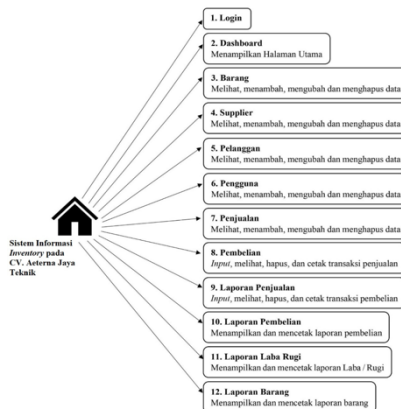 1. Login
2. Dashboard
Menampilkan Halaman Utama
3. Barang
Melihat, menambah, mengubah dan menghapus data
4. Supplier
Melihat, menambah, mengubah dan menghapus data
5. Pelanggan
Melihat, menambah, mengubah dan menghapus data
6. Pengguna
Melihat, menambah, mengubah dan menghapus data
7. Penjualan
Melihat, menambah, mengubah dan menghapus data
8. Pembelian
Input, melihat, hapus, dan cetak transaksi penjualan
9. Laporan Penjualan
Input, melihat, hapus, dan cetak transaksi pembelian
10. Laporan Pembelian
Menampilkan dan mencetak laporan pembelian
11. Laporan Laba Rugi
Menampilkan dan mencetak laporan Laba / Rugi
12. Laporan Barang
Menampilkan dan mencetak laporan barang
Sistem Informasi
Inventory pada
CV. Aeterna Jaya
Teknik